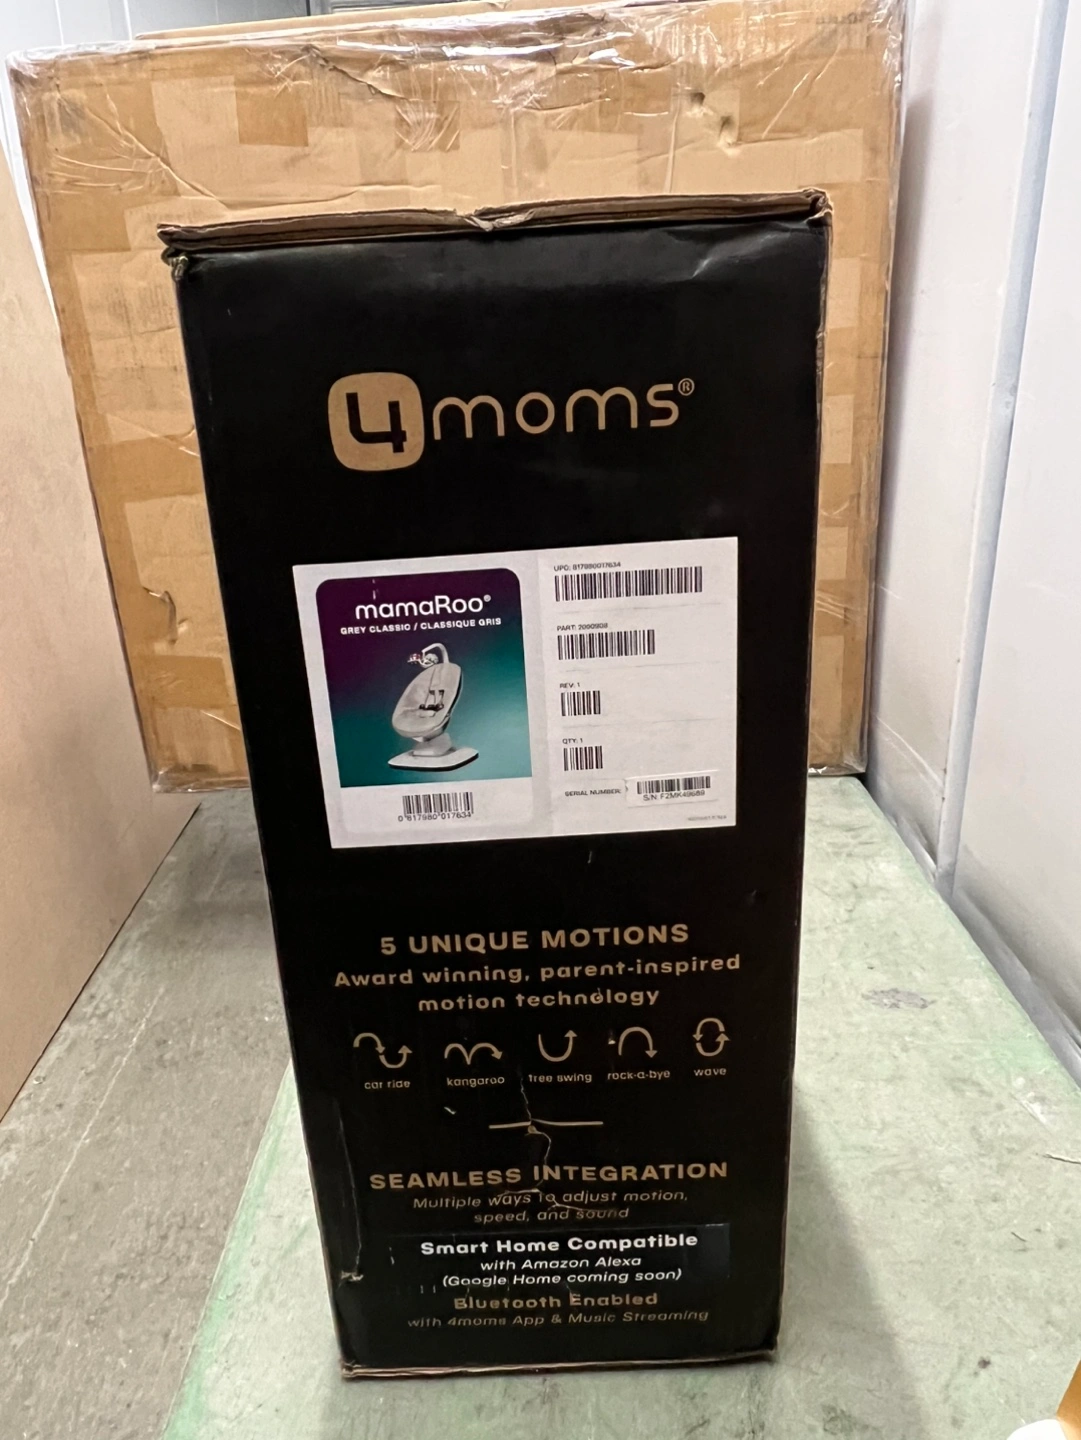 4moms®
mamaRoo®
GREY CLASSIC / CLASSIQUE GRIS
0 817980 017634
UPC: 817980017634
PART: 2000909
REV: 1
QTY: 1
SERIAL NUMBER:
S/N: F2MK49689
5 UNIQUE MOTIONS
Award winning, parent-inspired
motion technology
car ride kangaroo tree swing rock-a-bye wave
SEAMLESS INTEGRATION
Multiple ways to adjust motion,
speed, and sound
Smart Home Compatible
with Amazon Alexa
(Google Home coming soon)
Bluetooth Enabled
with 4moms App & Music Streaming